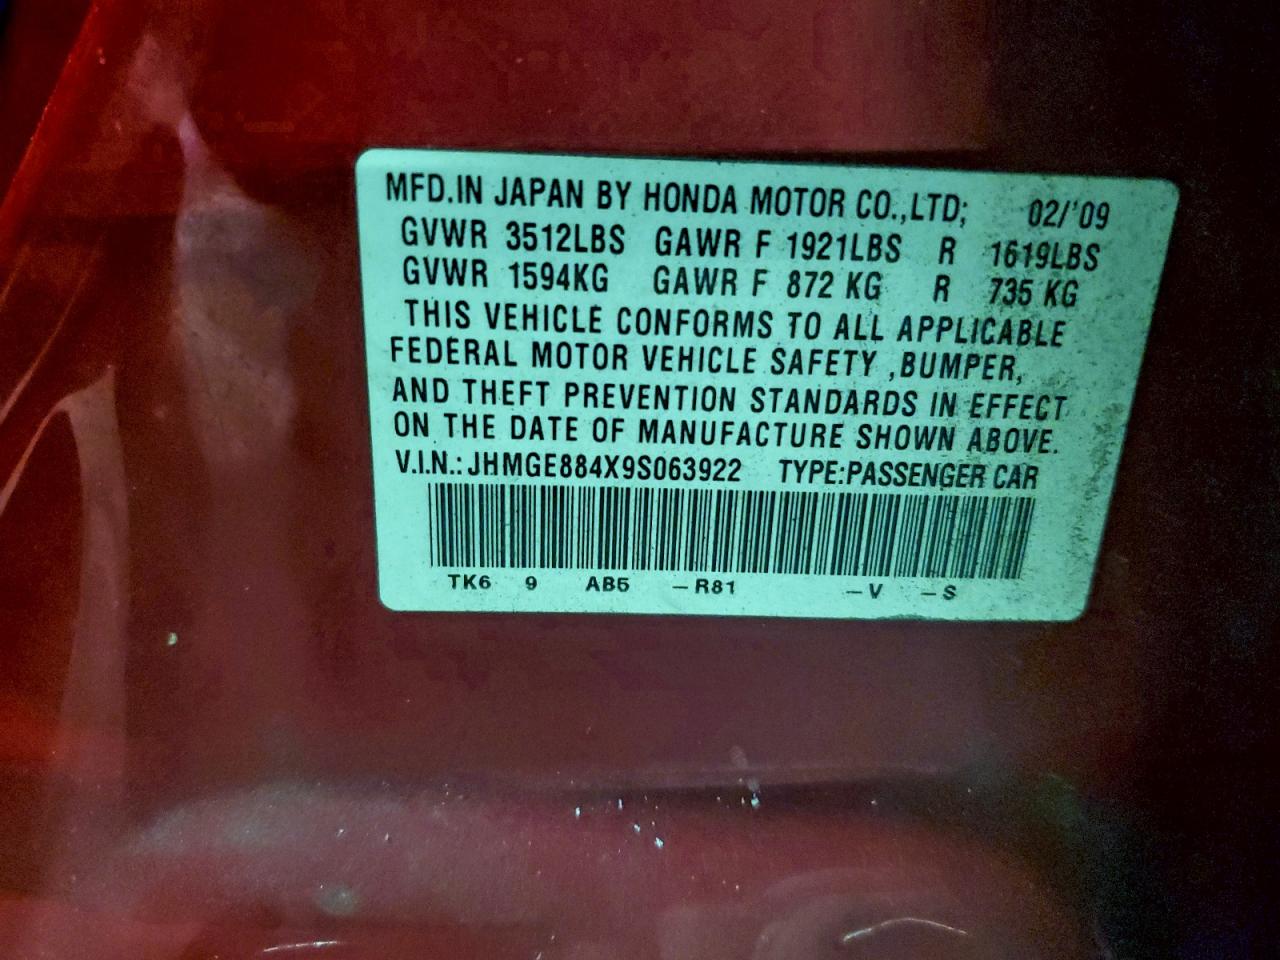 MFD.IN JAPAN BY HONDA MOTOR CO.,LTD; 02/'09
GVWR 3512LBS GAWR F 1921LBS R 1619LBS
GVWR 1594KG GAWR F 872 KG R 735 KG
THIS VEHICLE CONFORMS TO ALL APPLICABLE
FEDERAL MOTOR VEHICLE SAFETY ,BUMPER,
AND THEFT PREVENTION STANDARDS IN EFFECT
ON THE DATE OF MANUFACTURE SHOWN ABOVE.
V.I.N.: JHMGE884X9S063922 TYPE:PASSENGER CAR
TK6 9 AB5 –R81 –V –S